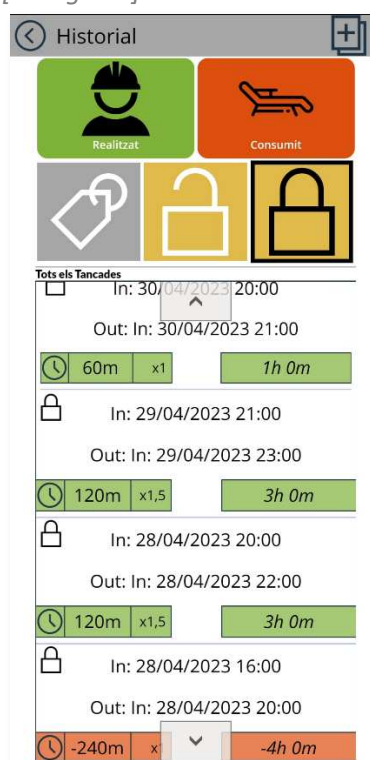 Historial
Realitzat
Consumit
Tots els Tancades
In: 30/04/2023 20:00
Out: In: 30/04/2023 21:00
60m x1 1h 0m
In: 29/04/2023 21:00
Out: In: 29/04/2023 23:00
120m x1,5 3h 0m
In: 28/04/2023 20:00
Out: In: 28/04/2023 22:00
120m x1,5 3h 0m
In: 28/04/2023 16:00
Out: In: 28/04/2023 20:00
-240m -4h 0m